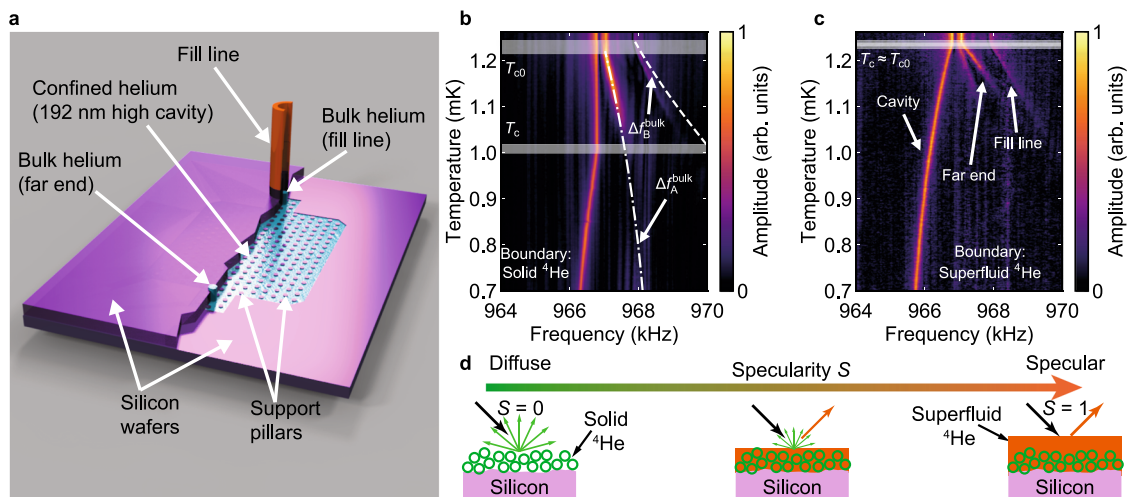 a
Fill line
Confined helium
(192 nm high cavity)
Bulk helium
(fill line)
Bulk helium
(far end)
Silicon
wafers
Support
pillars
b
Temperature (mK)
1.2
1.1
1.0
0.9
0.8
0.7
T_c0
T_c
Δf_B^bulk
Δf_A^bulk
Boundary:
Solid ⁴He
964 966 968 970
Frequency (kHz)
1
0
Amplitude (arb. units)
c
Temperature (mK)
1.2
1.1
1.0
0.9
0.8
0.7
T_c ≈ T_c0
Cavity
Fill line
Far end
Boundary:
Superfluid ⁴He
964 966 968 970
Frequency (kHz)
1
0
Amplitude (arb. units)
d
Diffuse
Specularity S
Specular
S = 0
Solid
⁴He
Silicon
Silicon
Superfluid
⁴He
S = 1
Silicon